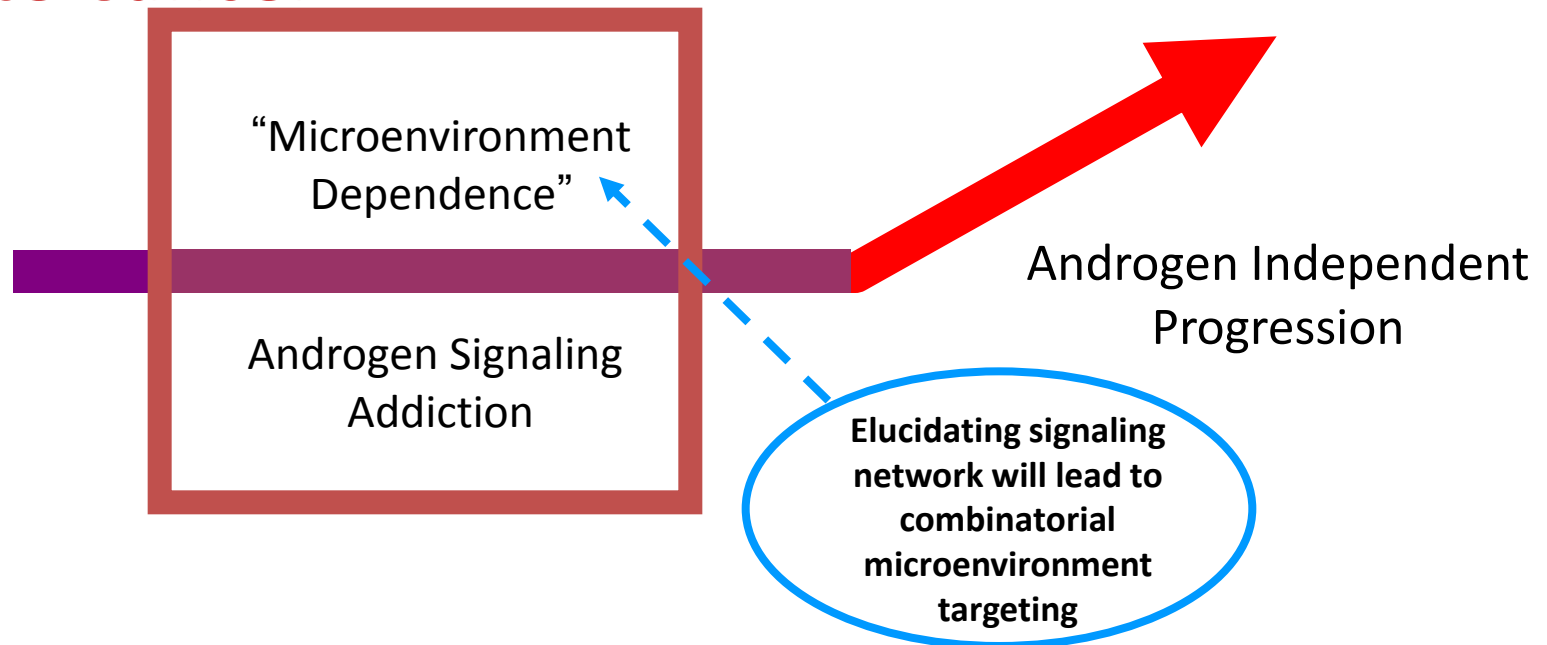 “Microenvironment
Dependence”
Androgen Signaling
Addiction
Androgen Independent
Progression
Elucidating signaling
network will lead to
combinatorial
microenvironment
targeting